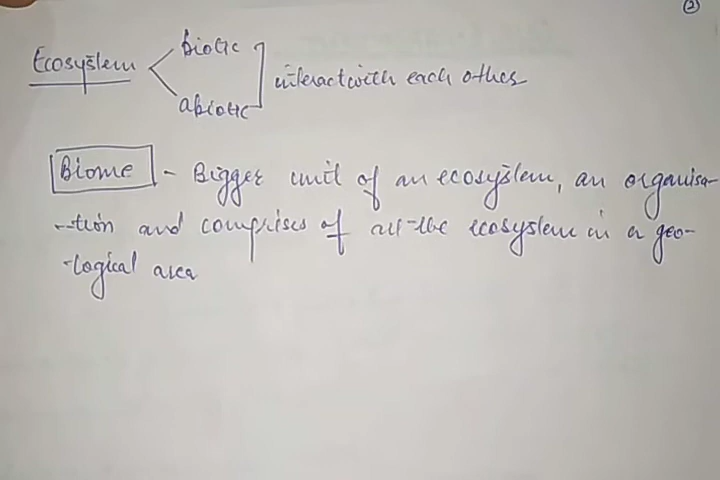 ②
Ecosystem
biotic
abiotic
interact with each other
Biome - Bigger unit of an ecosystem, an organisa-
-tion and comprises of all the ecosystem in a geo-
-logical area